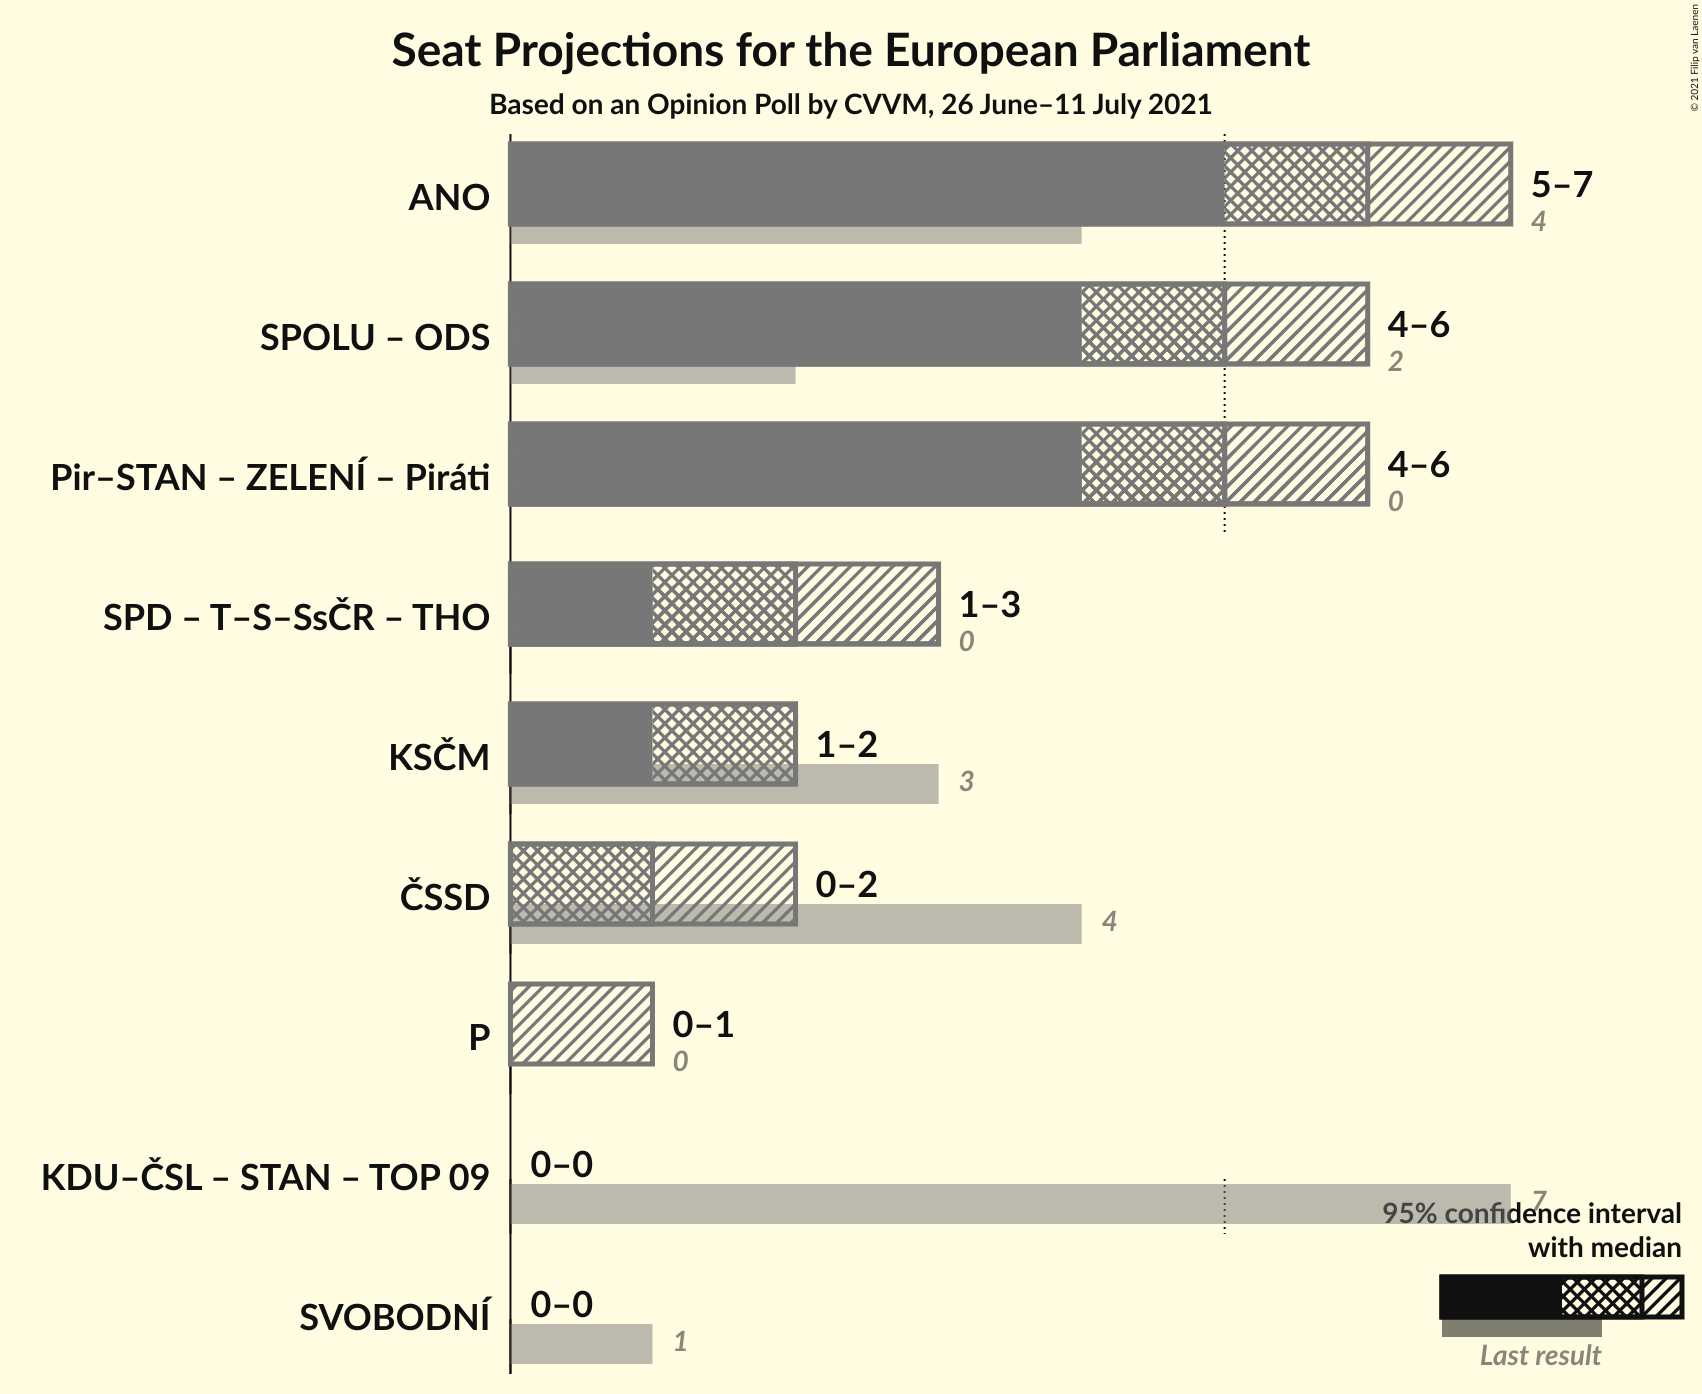 Seat Projections for the European Parliament
Based on an Opinion Poll by CVVM, 26 June–11 July 2021
© 2021 Filip van Laenen
ANO
5–7
4
SPOLU – ODS
4–6
2
Pir–STAN – ZELENÍ – Piráti
4–6
0
SPD – T–S–SsČR – THO
1–3
0
KSČM
1–2
3
ČSSD
0–2
4
P
0–1
0
KDU–ČSL – STAN – TOP 09
0–0
7
SVOBODNÍ
0–0
1
95% confidence interval
with median
Last result